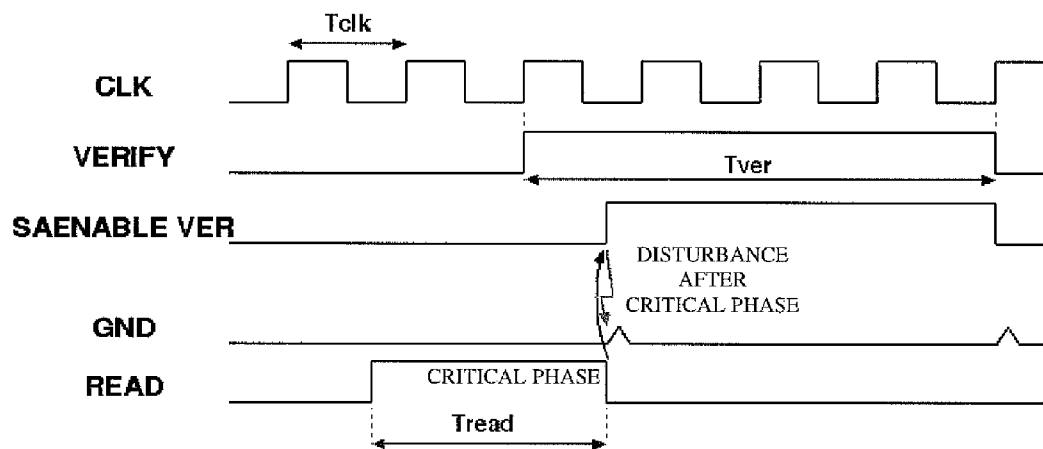 Tclk
CLK
VERIFY
Tver
SAENABLE VER
DISTURBANCE
AFTER
CRITICAL PHASE
GND
READ
CRITICAL PHASE
Tread